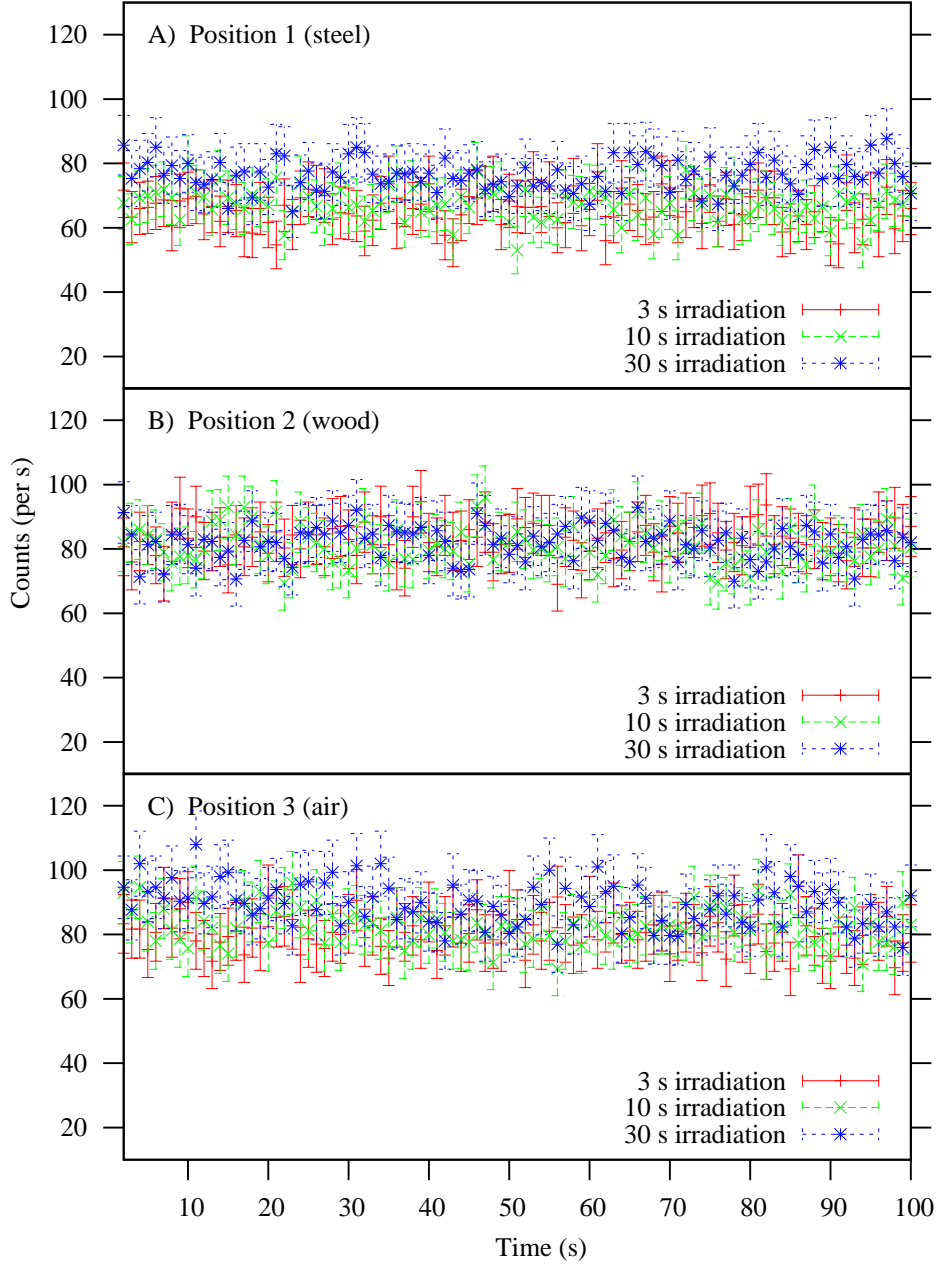 A) Position 1 (steel)
120
100
80
60
40
20
3 s irradiation
10 s irradiation
30 s irradiation
B) Position 2 (wood)
120
100
80
60
40
20
3 s irradiation
10 s irradiation
30 s irradiation
Counts (per s)
C) Position 3 (air)
120
100
80
60
40
20
3 s irradiation
10 s irradiation
30 s irradiation
10 20 30 40 50 60 70 80 90 100
Time (s)